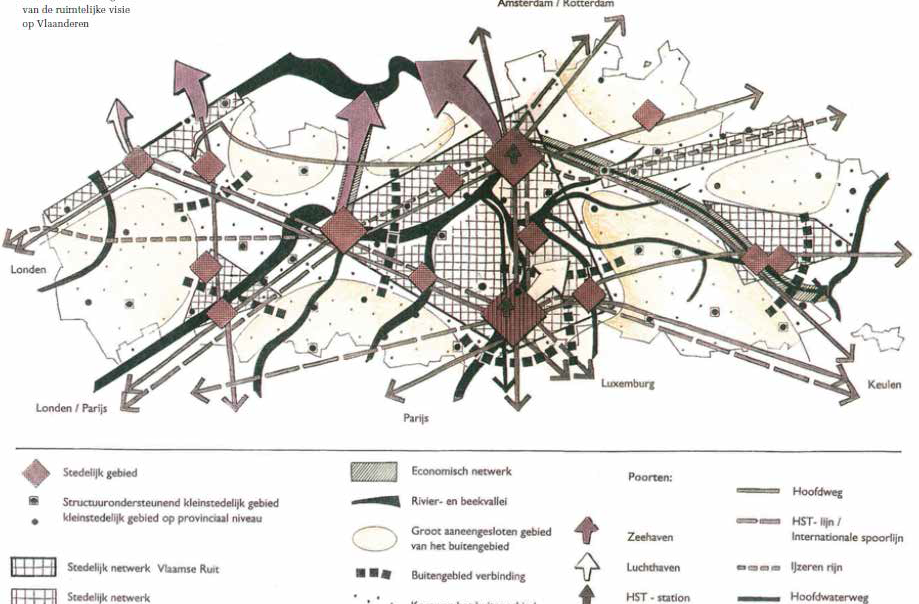 van de ruimtelijke visie
op Vlaanderen
Amsterdam / Rotterdam
Londen
Londen / Parijs
Parijs
Luxemburg
Keulen
Stedelijk gebied
Structuurondersteunend kleinstedelijk gebied
kleinstedelijk gebied op provinciaal niveau
Stedelijk netwerk Vlaamse Ruit
Stedelijk netwerk
Economisch netwerk
Rivier- en beekvallei
Groot aaneengesloten gebied
van het buitengebied
Buitengebied verbinding
Poorten:
Zeehaven
Luchthaven
HST - station
Hoofdweg
HST- lijn /
Internationale spoorlijn
IJzeren rijn
Hoofdwaterweg